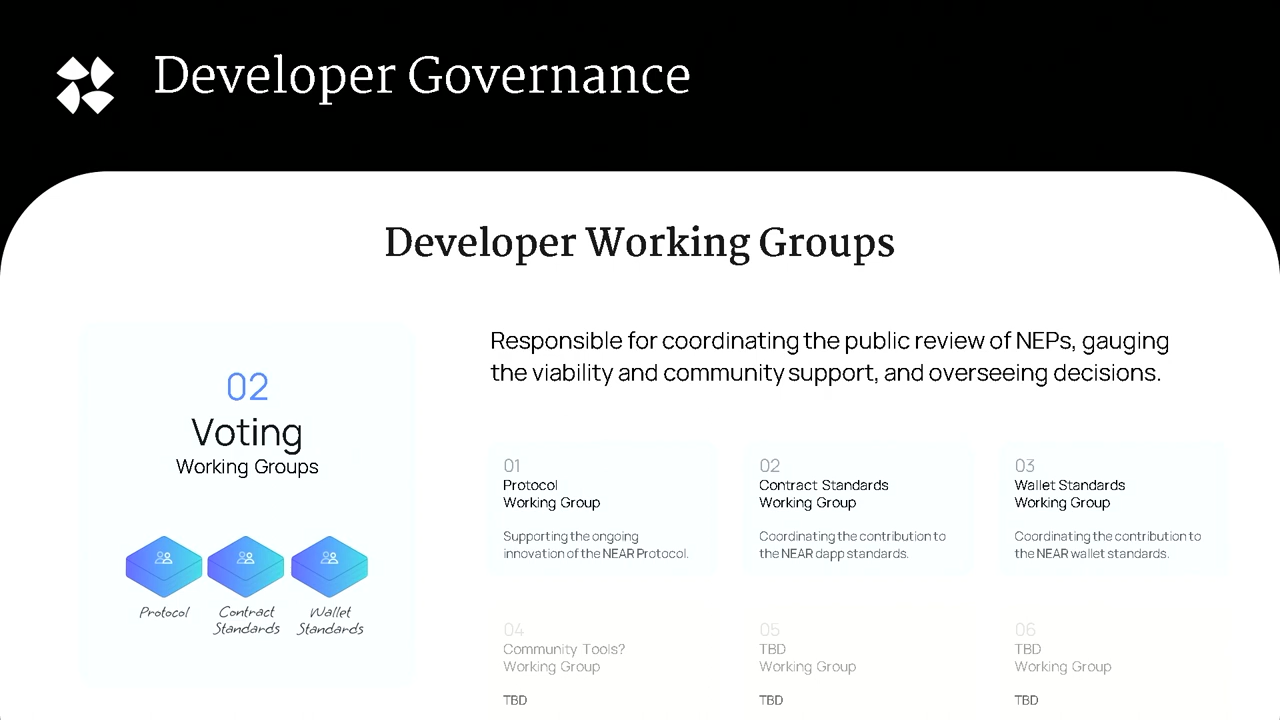 Developer Governance
Developer Working Groups
02
Voting
Working Groups
Protocol
Contract
Standards
Wallet
Standards
Responsible for coordinating the public review of NEPs, gauging
the viability and community support, and overseeing decisions.
01
Protocol
Working Group
Supporting the ongoing
innovation of the NEAR Protocol.
02
Contract Standards
Working Group
Coordinating the contribution to
the NEAR dapp standards.
03
Wallet Standards
Working Group
Coordinating the contribution to
the NEAR wallet standards.
04
Community Tools?
Working Group
TBD
05
TBD
Working Group
TBD
06
TBD
Working Group
TBD